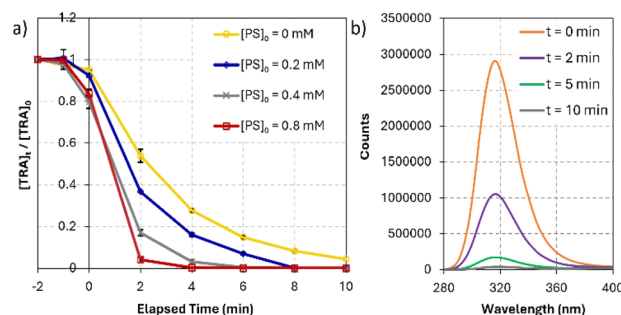 a)
[PS]₀ = 0 mM
[PS]₀ = 0.2 mM
[PS]₀ = 0.4 mM
[PS]₀ = 0.8 mM
[TRA]ₜ / [TRA]₀
1.2
1
0.8
0.6
0.4
0.2
0
-2 0 2 4 6 8 10
Elapsed Time (min)
b)
t = 0 min
t = 2 min
t = 5 min
t = 10 min
Counts
3500000
3000000
2500000
2000000
1500000
1000000
500000
0
280 320 360 400
Wavelength (nm)